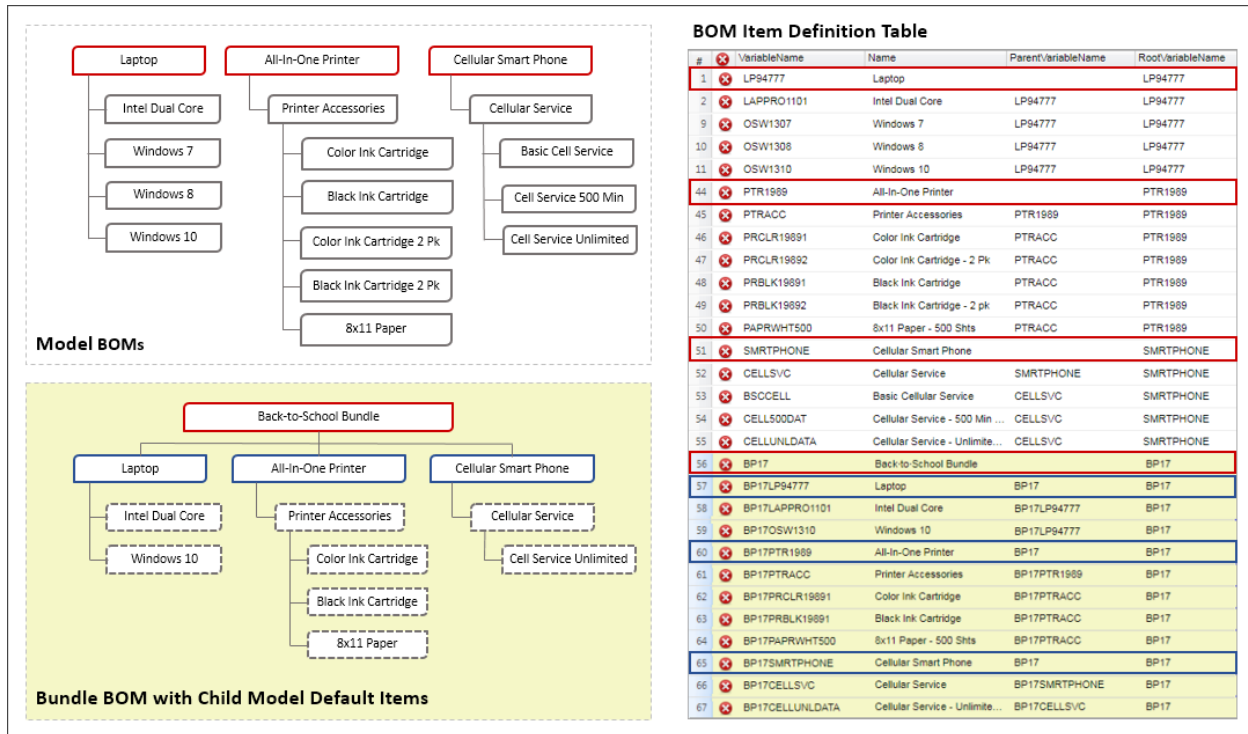 Laptop
Intel Dual Core
Windows 7
Windows 8
Windows 10
All-In-One Printer
Printer Accessories
Color Ink Cartridge
Black Ink Cartridge
Color Ink Cartridge 2 Pk
Black Ink Cartridge 2 Pk
8x11 Paper
Cellular Smart Phone
Cellular Service
Basic Cell Service
Cell Service 500 Min
Cell Service Unlimited
Model BOMs
Back-to-School Bundle
Laptop
Intel Dual Core
Windows 10
All-In-One Printer
Printer Accessories
Color Ink Cartridge
Black Ink Cartridge
8x11 Paper
Cellular Smart Phone
Cellular Service
Cell Service Unlimited
Bundle BOM with Child Model Default Items
BOM Item Definition Table
# VariableName Name ParentVariableName RootVariableName
1 LP94777 Laptop LP94777
2 LAPPRO1101 Intel Dual Core LP94777 LP94777
9 OSW1307 Windows 7 LP94777 LP94777
10 OSW1308 Windows 8 LP94777 LP94777
11 OSW1310 Windows 10 LP94777 LP94777
44 PTR1989 All-In-One Printer PTR1989
45 PTRACC Printer Accessories PTR1989 PTR1989
46 PRCLR19891 Color Ink Cartridge PTRACC PTR1989
47 PRCLR19892 Color Ink Cartridge - 2 Pk PTRACC PTR1989
48 PRBLK19891 Black Ink Cartridge PTRACC PTR1989
49 PRBLK19892 Black Ink Cartridge - 2 pk PTRACC PTR1989
50 PAPRWHT500 8x11 Paper - 500 Shts PTRACC PTR1989
51 SMRTPHONE Cellular Smart Phone SMRTPHONE
52 CELLSVC Cellular Service SMRTPHONE SMRTPHONE
53 BSCCELL Basic Cellular Service CELLSVC SMRTPHONE
54 CELL500DAT Cellular Service - 500 Min ... CELLSVC SMRTPHONE
55 CELLUNLDATA Cellular Service - Unlimite... CELLSVC SMRTPHONE
56 BP17 Back-to-School Bundle BP17
57 BP17LP94777 Laptop BP17 BP17
58 BP17LAPPRO1101 Intel Dual Core BP17LP94777 BP17
59 BP17OSW1310 Windows 10 BP17LP94777 BP17
60 BP17PTR1989 All-In-One Printer BP17 BP17
61 BP17PTRACC Printer Accessories BP17PTR1989 BP17
62 BP17PRCLR19891 Color Ink Cartridge BP17PTRACC BP17
63 BP17PRBLK19891 Black Ink Cartridge BP17PTRACC BP17
64 BP17PAPRWHT500 8x11 Paper - 500 Shts BP17PTRACC BP17
65 BP17SMRTPHONE Cellular Smart Phone BP17 BP17
66 BP17CELLSVC Cellular Service BP17SMRTPHONE BP17
67 BP17CELLUNLDATA Cellular Service - Unlimite... BP17CELLSVC BP17